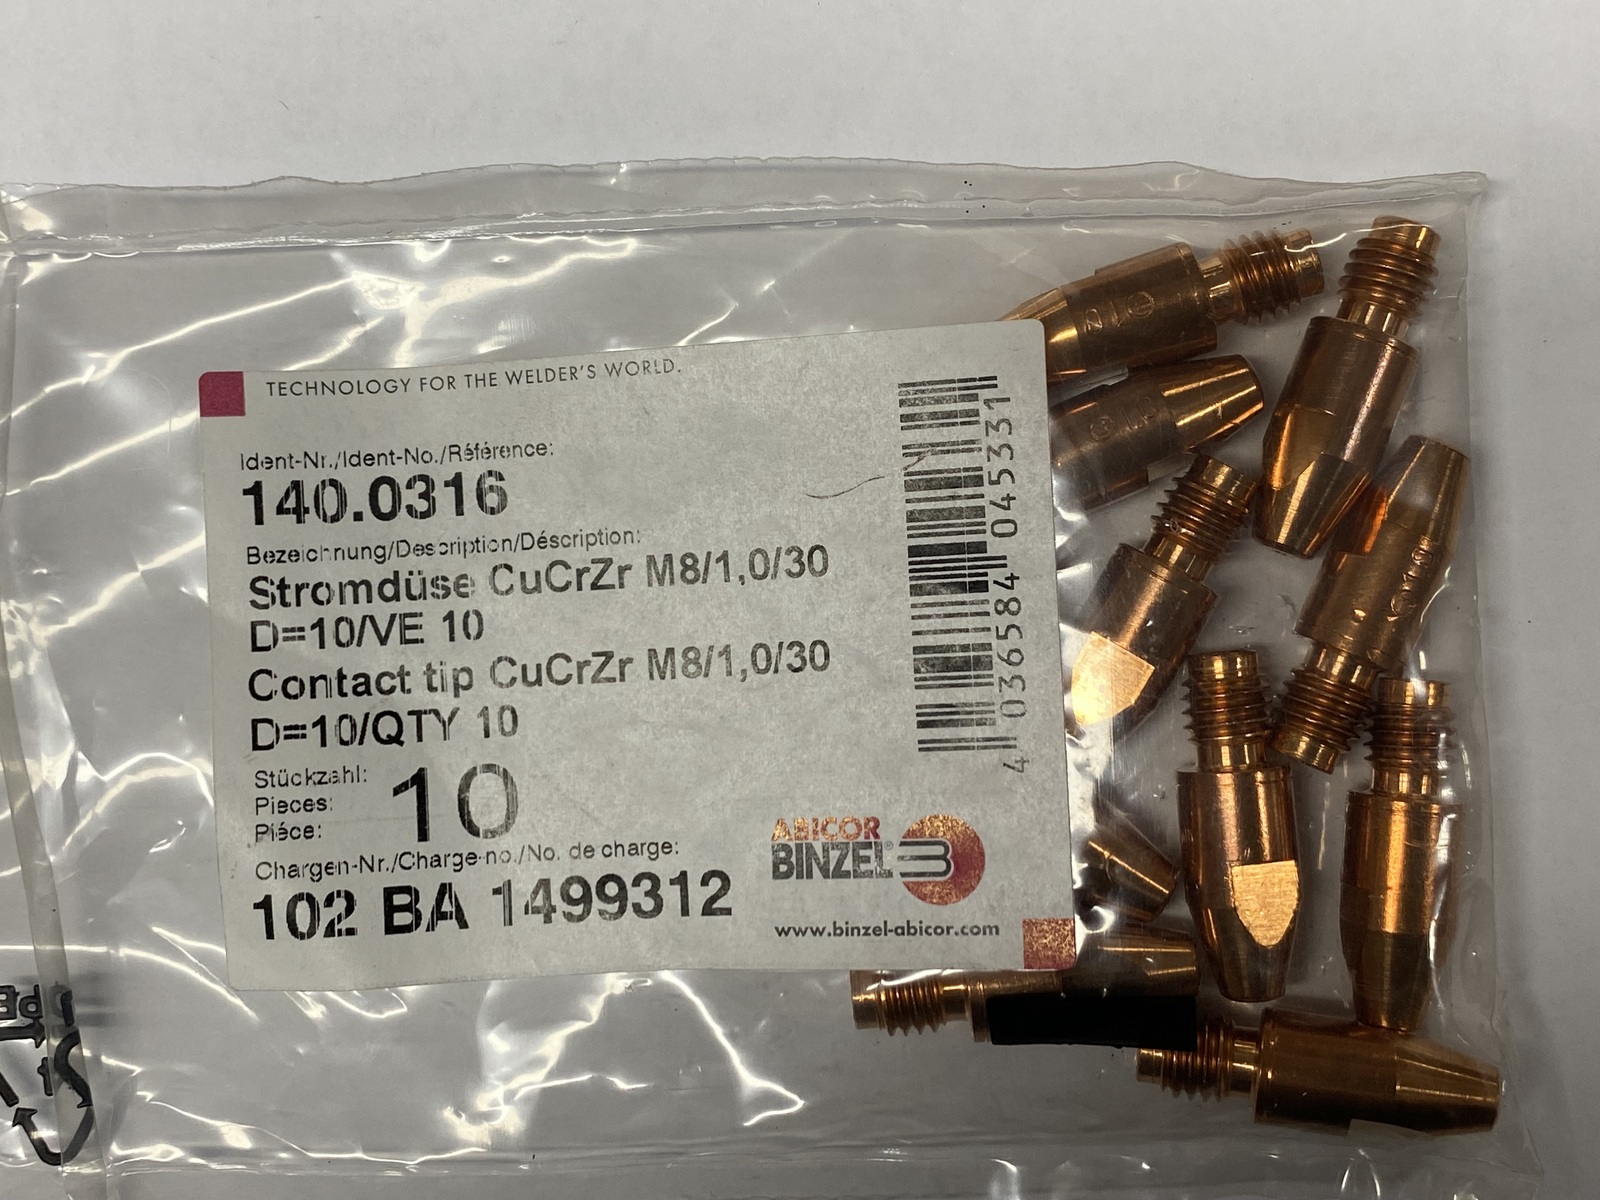 TECHNOLOGY FOR THE WELDER'S WORLD.
Ident-Nr./Ident-No./Référence:
140.0316
Bezeichnung/Description/Déscription:
Stromdüse CuCrZr M8/1,0/30
D=10/VE 10
Contact tip CuCrZr M8/1,0/30
D=10/QTY 10
Stückzahl:
Pieces:
Piéce:
10
Chargen-Nr./Charge-no./No. de charge:
102 BA 1499312
ABICOR
BINZEL®
www.binzel-abicor.com
4 036584 045331